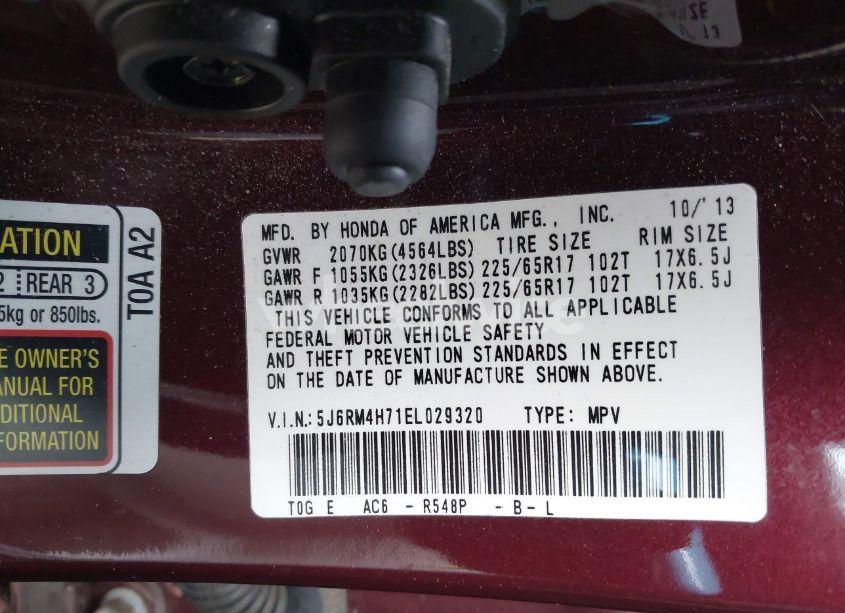 UZE
13
ATION
2 REAR 3
5kg or 850lbs.
E OWNER'S
ANUAL FOR
DITIONAL
FORMATION
T0A A2
MFD. BY HONDA OF AMERICA MFG., INC. 10/'13
GVWR 2070KG(4564LBS) TIRE SIZE RIM SIZE
GAWR F 1055KG(2326LBS) 225/65R17 102T 17X6.5J
GAWR R 1035KG(2282LBS) 225/65R17 102T 17X6.5J
THIS VEHICLE CONFORMS TO ALL APPLICABLE
FEDERAL MOTOR VEHICLE SAFETY
AND THEFT PREVENTION STANDARDS IN EFFECT
ON THE DATE OF MANUFACTURE SHOWN ABOVE.
V.I.N.:5J6RM4H71EL029320 TYPE: MPV
T0G E AC6 - R548P - B - L